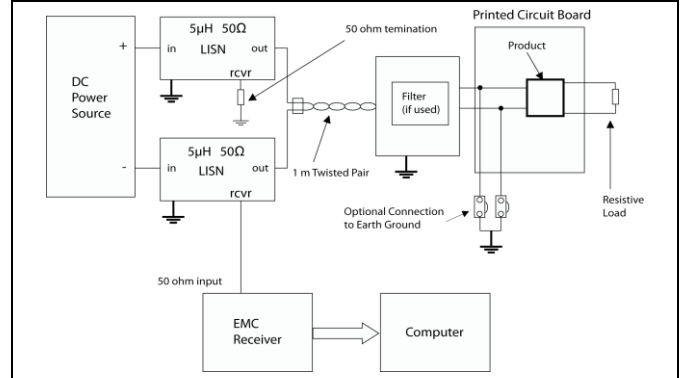 Printed Circuit Board
5µH 50Ω
in
out
LISN
rcvr
50 ohm temination
Product
+
DC
Power
Source
-
Filter
(if used)
5µH 50Ω
in
out
LISN
rcvr
1 m Twisted Pair
Optional Connection
to Earth Ground
Resistive
Load
50 ohm input
EMC
Receiver
Computer